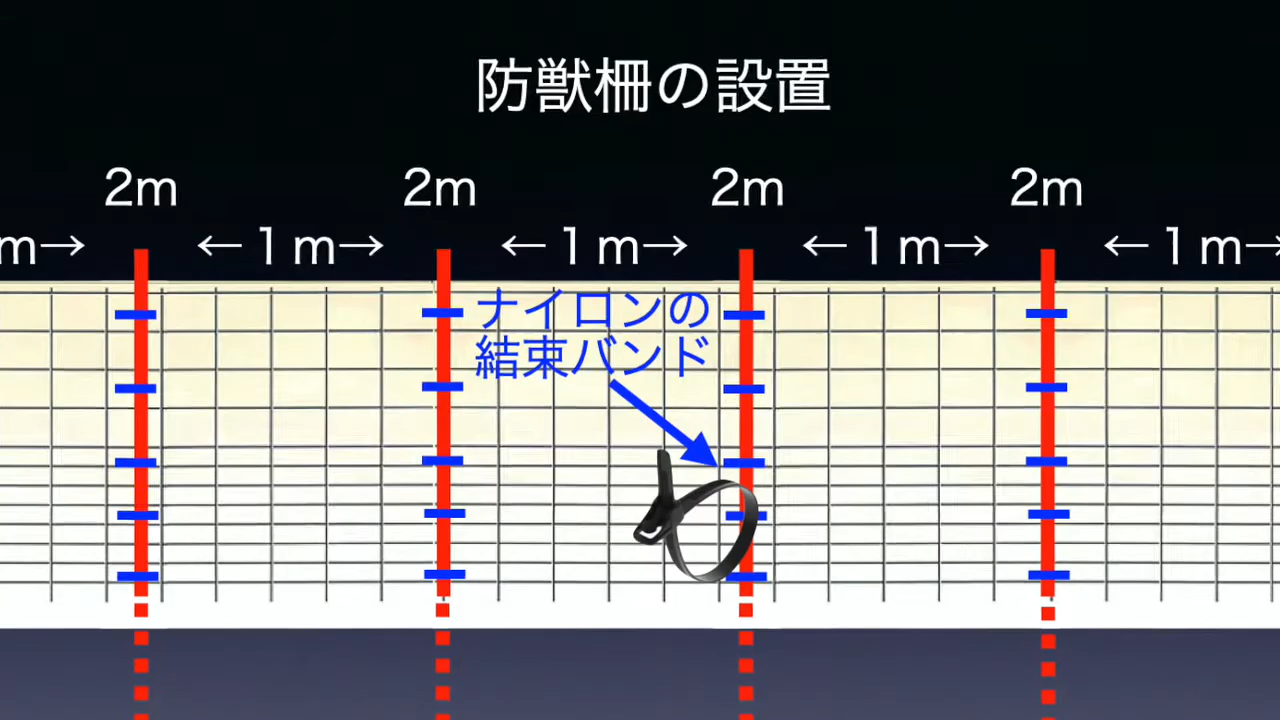 防獣柵の設置
2m 2m 2m 2m
m→ ←１m→ ←１m→ ←１m→ ←１m→
ナイロンの
結束バンド